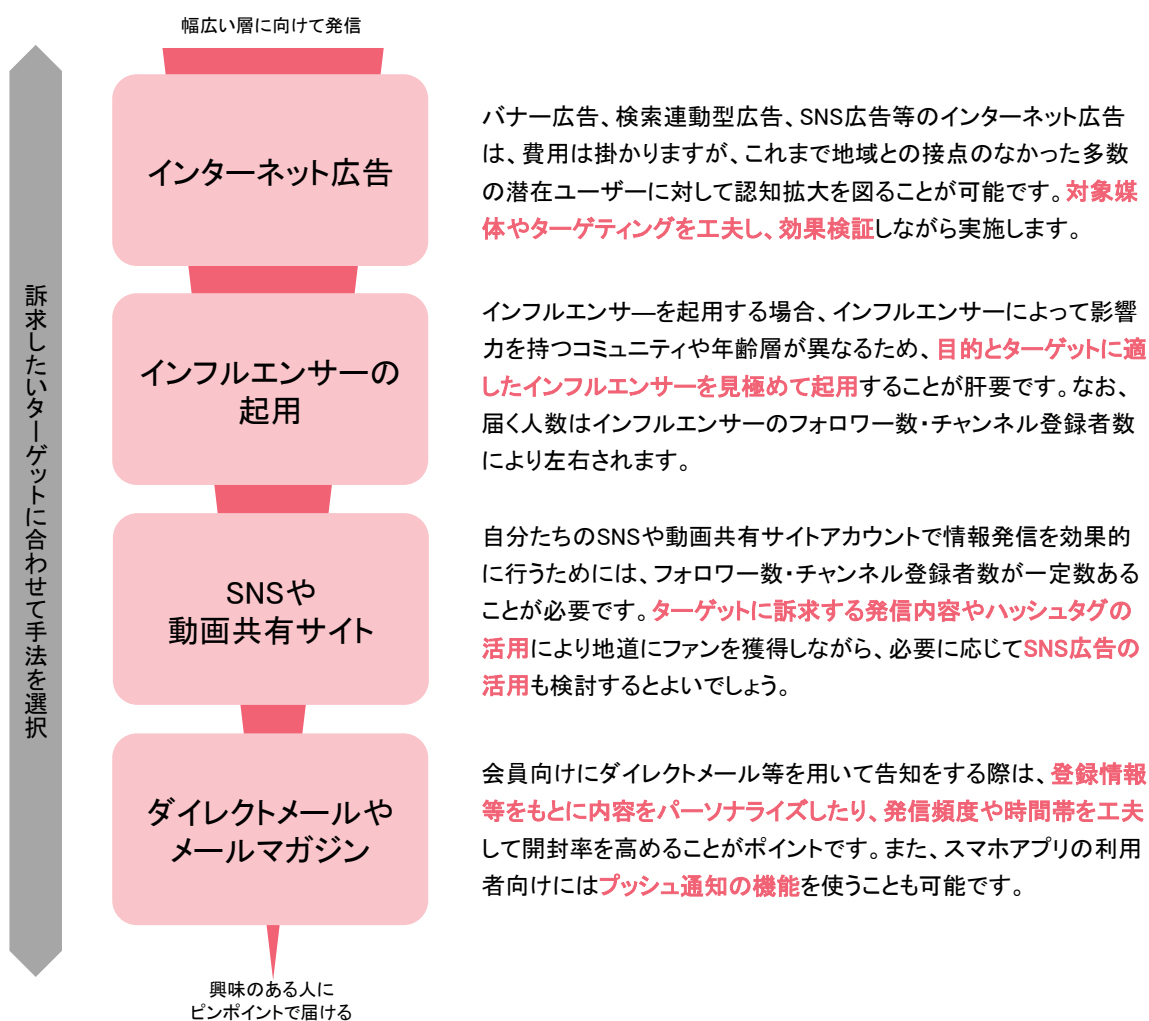 幅広い層に向けて発信
訴求したいターゲットに合わせて手法を選択
インターネット広告
バナー広告、検索連動型広告、SNS広告等のインターネット広告
は、費用は掛かりますが、これまで地域との接点のなかった多数
の潜在ユーザーに対して認知拡大を図ることが可能です。対象媒
体やターゲティングを工夫し、効果検証しながら実施します。
インフルエンサーの
起用
インフルエンサ―を起用する場合、インフルエンサーによって影響
力を持つコミュニティや年齢層が異なるため、目的とターゲットに適
したインフルエンサーを見極めて起用することが肝要です。なお、
届く人数はインフルエンサーのフォロワー数・チャンネル登録者数
により左右されます。
SNSや
動画共有サイト
自分たちのSNSや動画共有サイトアカウントで情報発信を効果的
に行うためには、フォロワー数・チャンネル登録者数が一定数ある
ことが必要です。ターゲットに訴求する発信内容やハッシュタグの
活用により地道にファンを獲得しながら、必要に応じてSNS広告の
活用も検討するとよいでしょう。
ダイレクトメールや
メールマガジン
会員向けにダイレクトメール等を用いて告知をする際は、登録情報
等をもとに内容をパーソナライズしたり、発信頻度や時間帯を工夫
して開封率を高めることがポイントです。また、スマホアプリの利用
者向けにはプッシュ通知の機能を使うことも可能です。
興味のある人に
ピンポイントで届ける